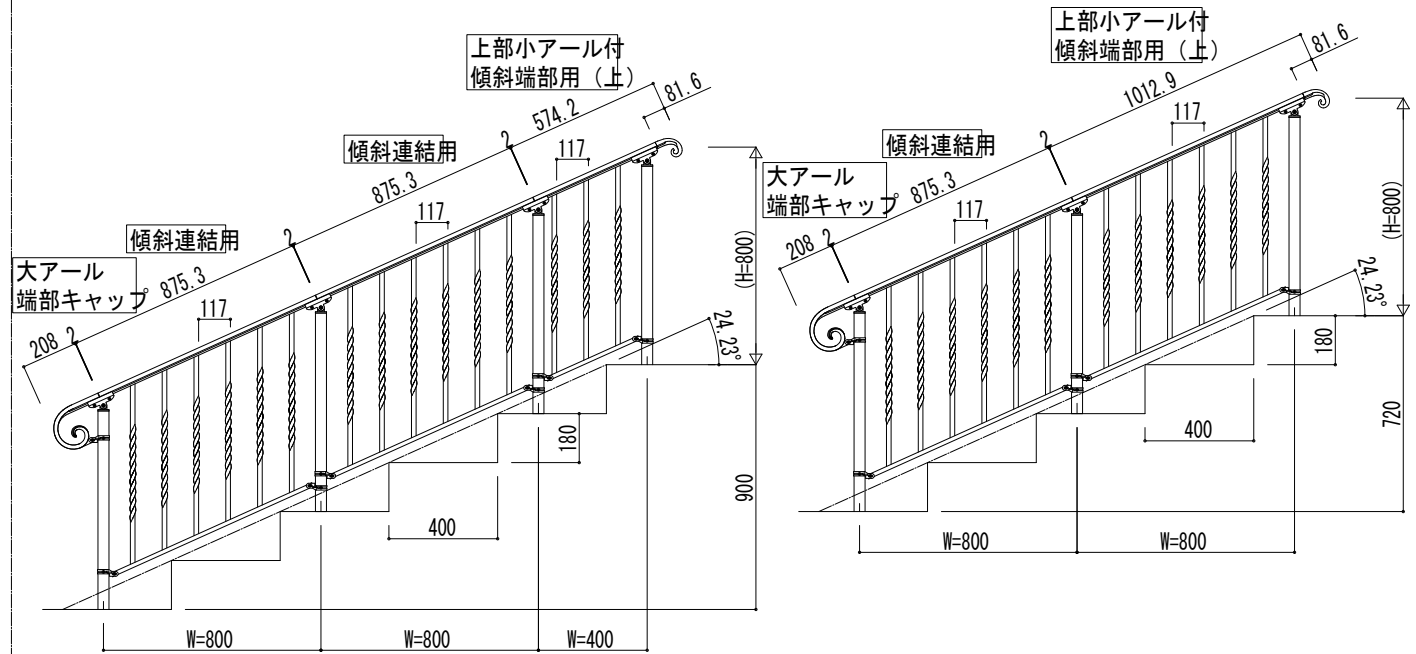 上部小アール付
傾斜端部用（上）
574.2
81.6
2
117
傾斜連結用
875.3
117
2
傾斜連結用
875.3
117
大アール
端部キャップ
208
2
(H=800)
24.23°
180
400
900
W=800
W=800
W=400
上部小アール付
傾斜端部用（上）
1012.9
81.6
2
117
傾斜連結用
875.3
117
大アール
端部キャップ
208
2
(H=800)
24.23°
180
400
720
W=800
W=800